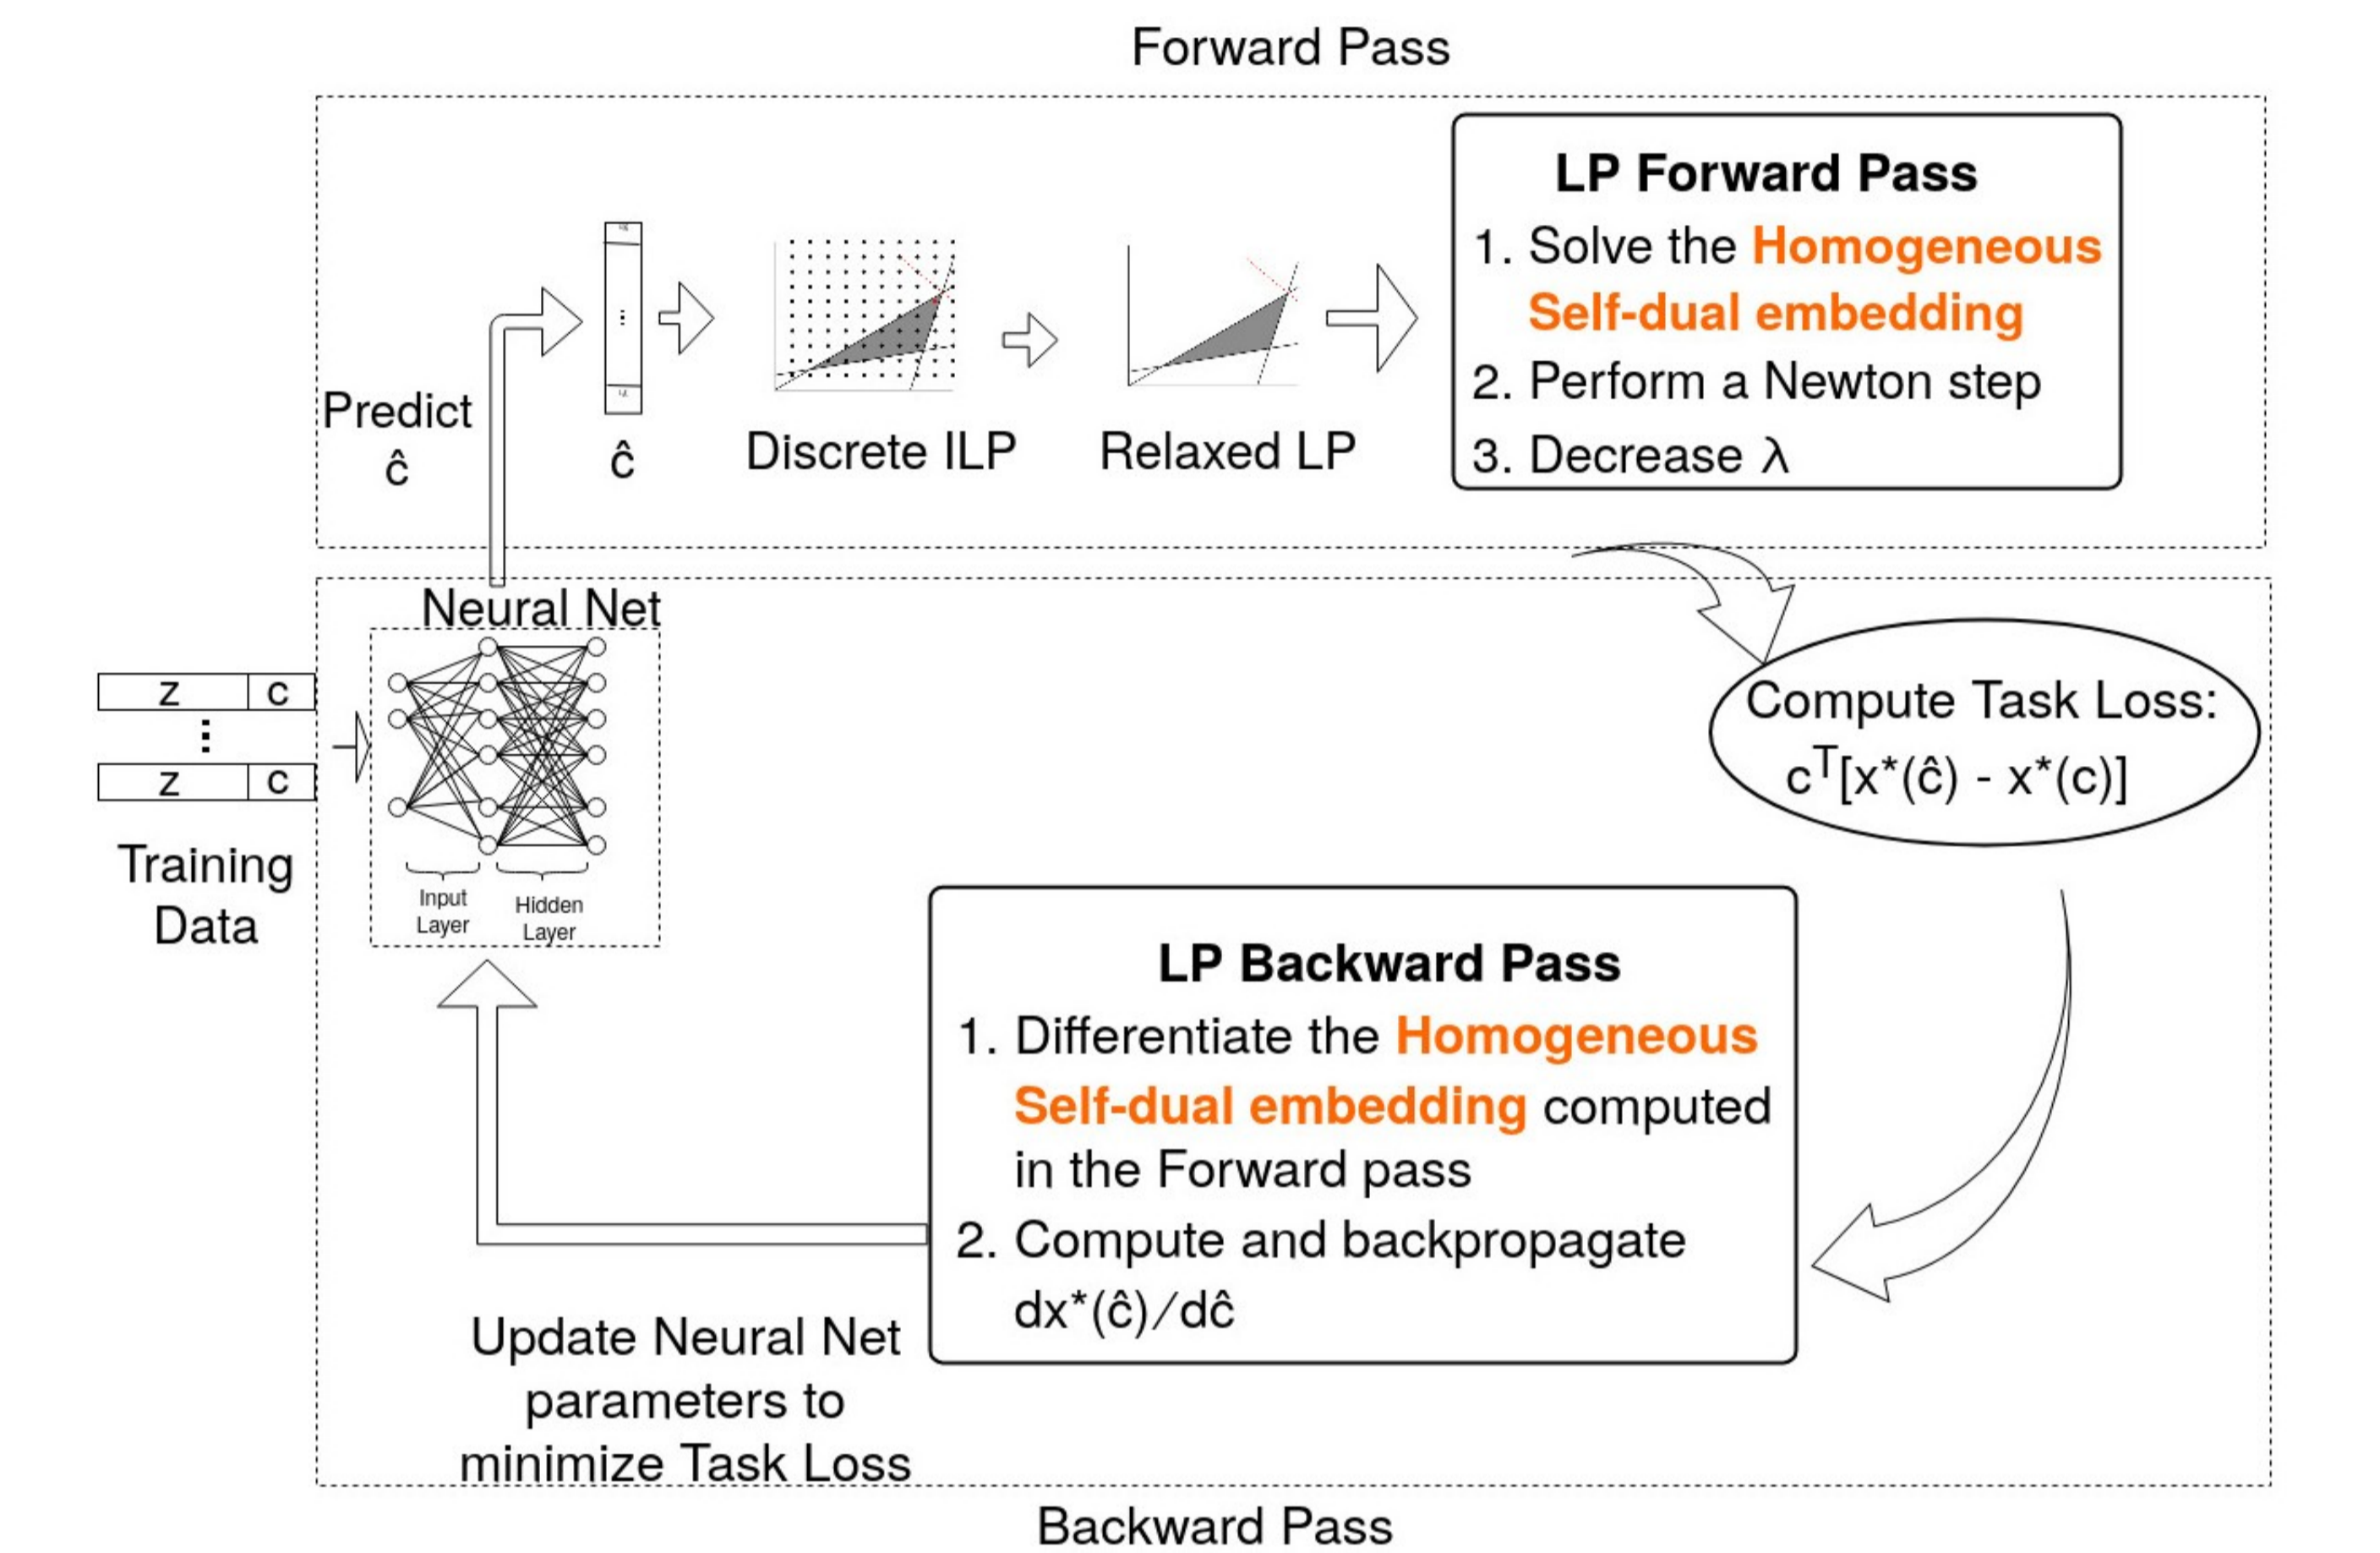 Forward Pass
LP Forward Pass
1. Solve the Homogeneous
Self-dual embedding
2. Perform a Newton step
3. Decrease λ
Predict
ĉ
ĉ
Discrete ILP
Relaxed LP
Neural Net
z c
z c
Training
Data
Input
Layer
Hidden
Layer
Compute Task Loss:
cᵀ[x*(ĉ) - x*(c)]
LP Backward Pass
1. Differentiate the Homogeneous
Self-dual embedding computed
in the Forward pass
2. Compute and backpropagate
dx*(ĉ)/dĉ
Update Neural Net
parameters to
minimize Task Loss
Backward Pass